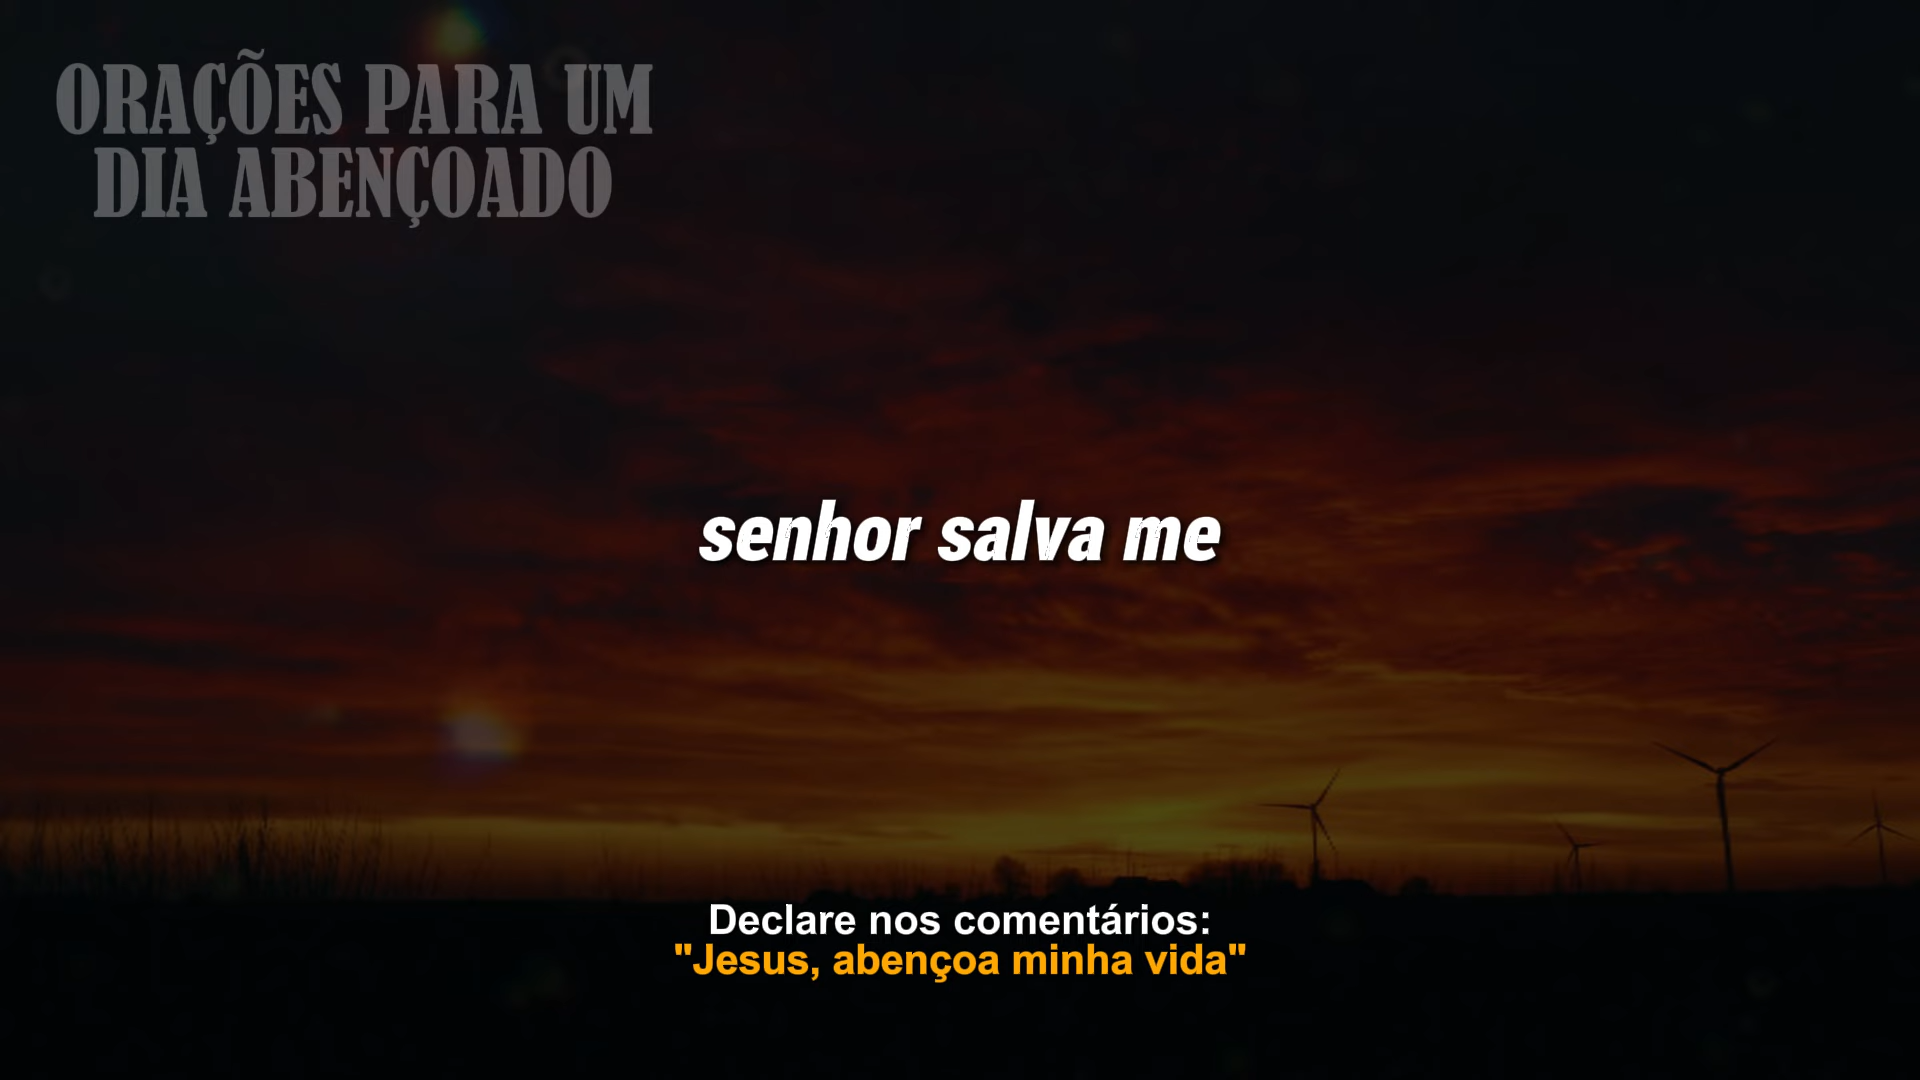 ORAÇÕES PARA UM
DIA ABENÇOADO
senhor salva me
Declare nos comentários:
"Jesus, abençoa minha vida"